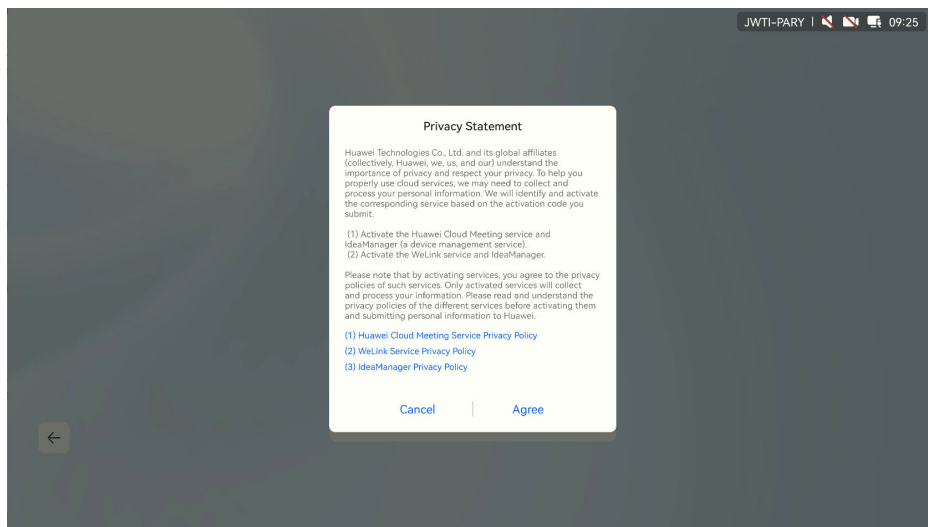 JWTI-PARY | 09:25
Privacy Statement
Huawei Technologies Co., Ltd. and its global affiliates
(collectively, Huawei, we, us, and our) understand the
importance of privacy and respect your privacy. To help you
properly use cloud services, we may need to collect and
process your personal information. We will identify and activate
the corresponding service based on the activation code you
submit.
(1) Activate the Huawei Cloud Meeting service and
IdeaManager (a device management service).
(2) Activate the WeLink service and IdeaManager.
Please note that by activating services, you agree to the privacy
policies of such services. Only activated services will collect
and process your information. Please read and understand the
privacy policies of the different services before activating them
and submitting personal information to Huawei.
(1) Huawei Cloud Meeting Service Privacy Policy
(2) WeLink Service Privacy Policy
(3) IdeaManager Privacy Policy
Cancel | Agree